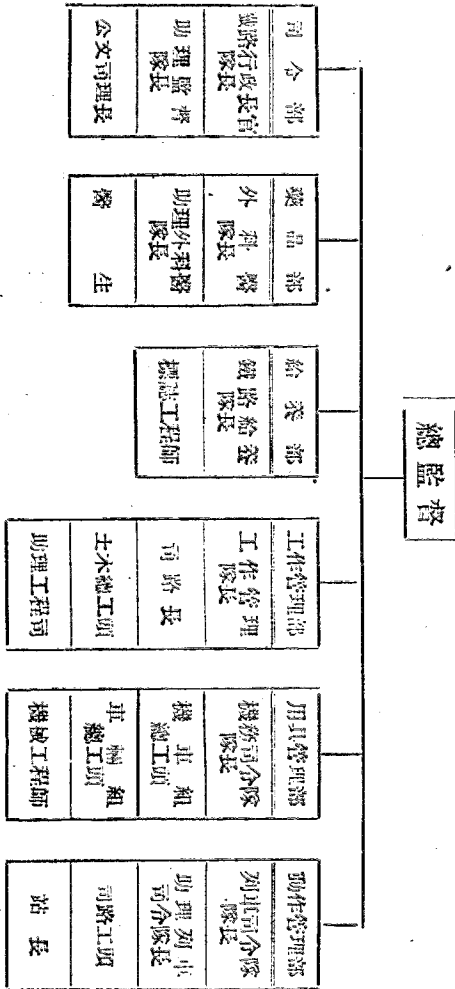 總監督
司令部
鐵路行政長官
隊長
助理監督
隊長
公文司理長
藥品部
外科醫
隊長
助理外科醫
隊長
醫生
給養部
鐵路給養
隊長
標誌工程師
工作管理部
工作管理
隊長
司路長
土木總工頭
助理工程司
用具管理部
機務司令隊
隊長
機車組
總工頭
車輛組
總工頭
機械工程師
動作管理部
列車司令隊
隊長
助理列車
司令隊長
司路工頭
站長